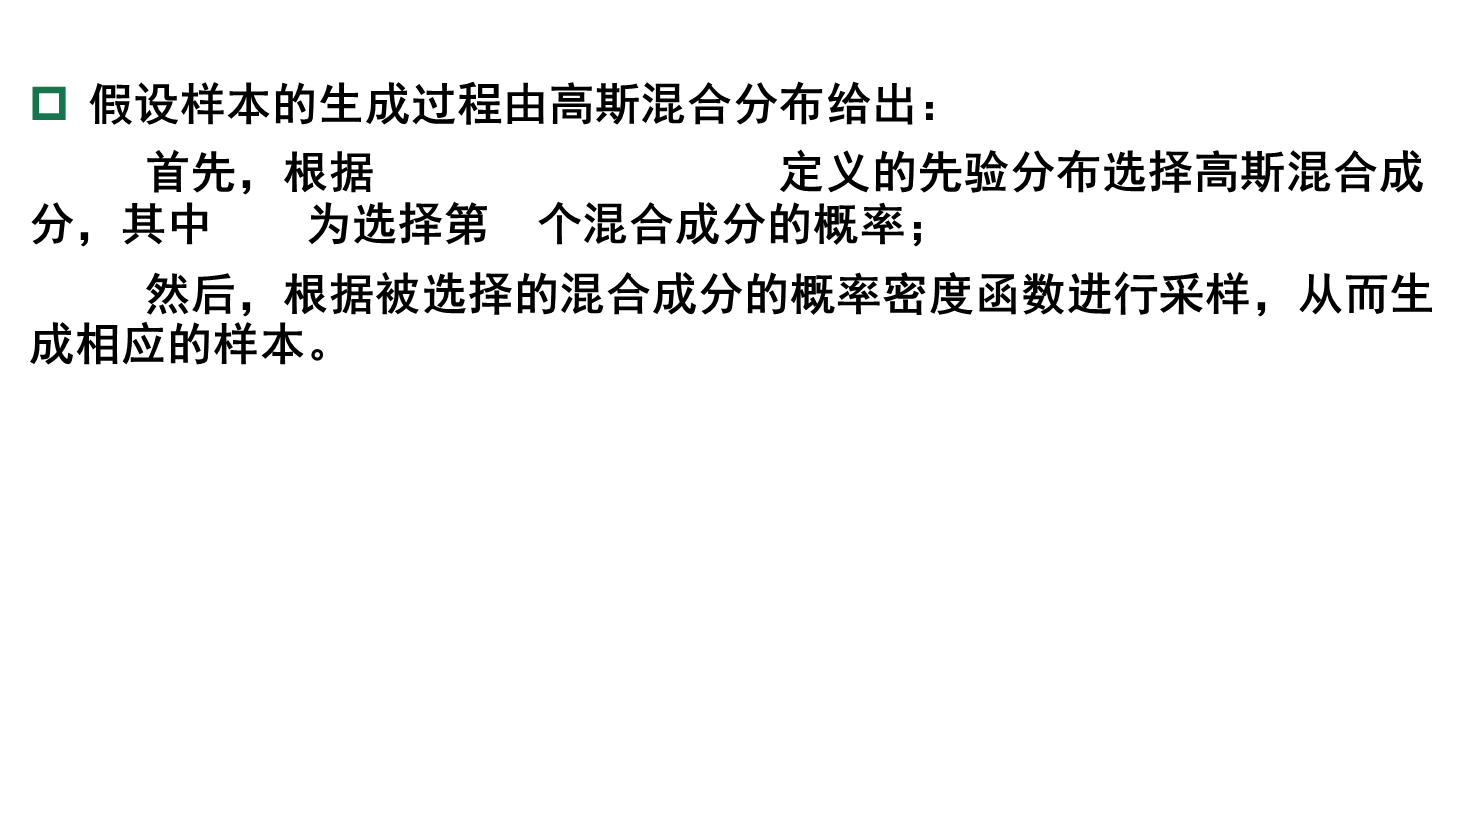 假设样本的生成过程由高斯混合分布给出：
首先，根据 定义的先验分布选择高斯混合成
分，其中 为选择第 个混合成分的概率；
然后，根据被选择的混合成分的概率密度函数进行采样，从而生
成相应的样本。